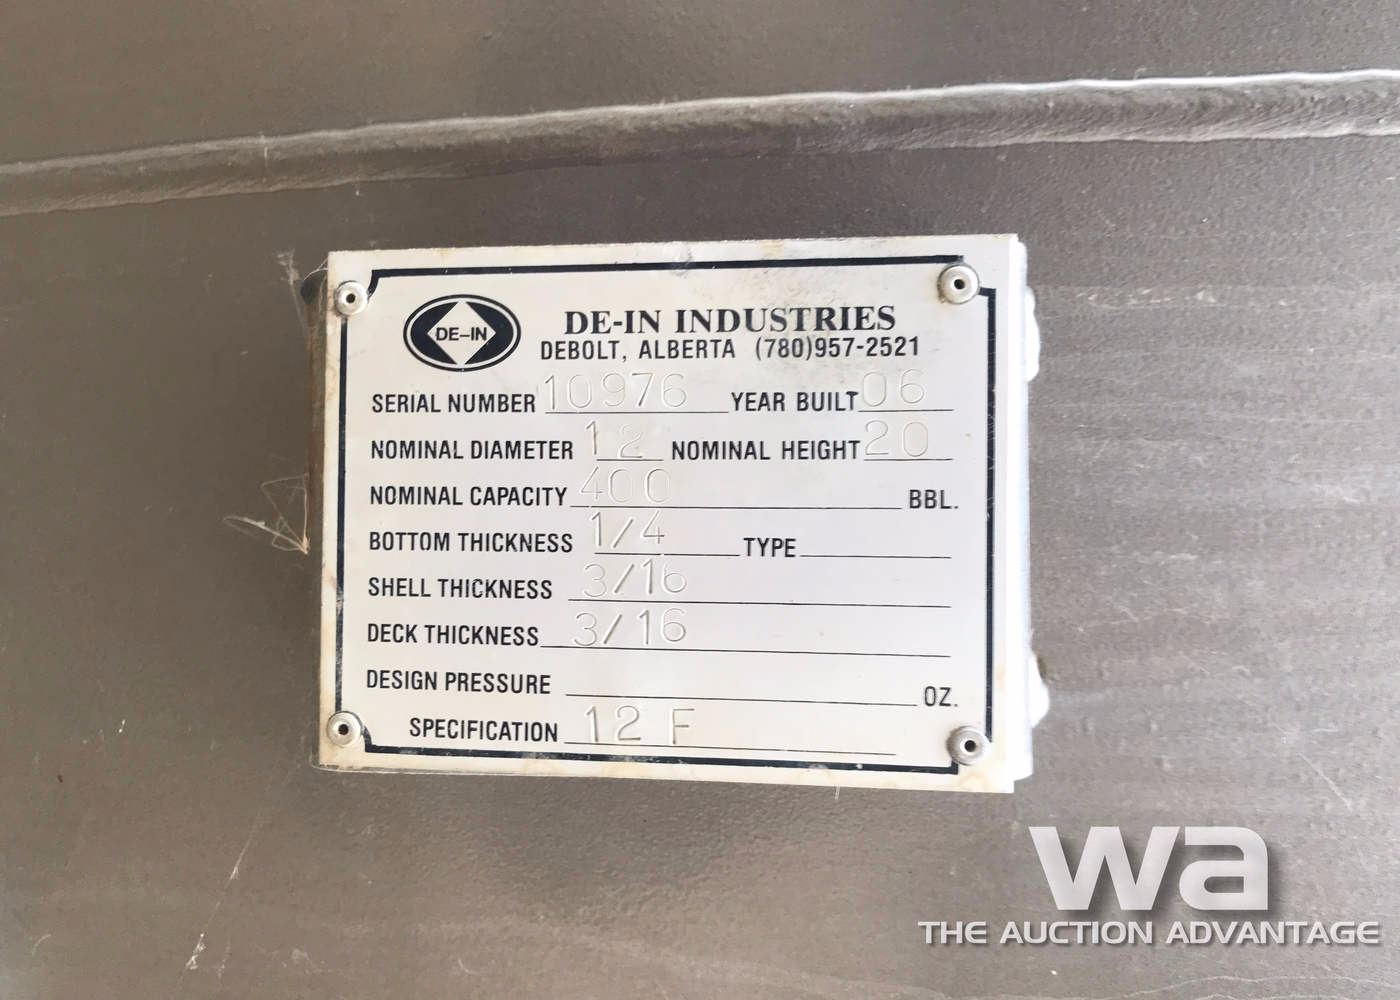 DE-IN
DE-IN INDUSTRIES
DEBOLT, ALBERTA (780)957-2521
SERIAL NUMBER 10976 YEAR BUILT 06
NOMINAL DIAMETER 12 NOMINAL HEIGHT 20
NOMINAL CAPACITY 400 BBL.
BOTTOM THICKNESS 1/4 TYPE
SHELL THICKNESS 3/16
DECK THICKNESS 3/16
DESIGN PRESSURE OZ.
SPECIFICATION 12 F
wa
THE AUCTION ADVANTAGE